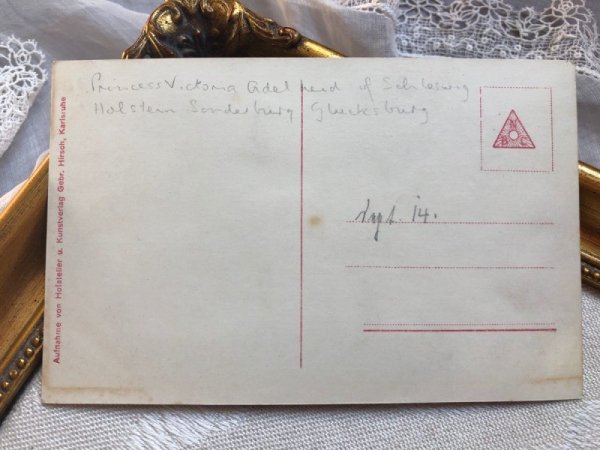 Princess Victoria Adelheid of Schleswig
Holstein Sonderburg Glucksburg
Sept. 14.
Aufnahme von Hofatelier u. Kunstverlag Gebr. Hirsch, Karlsruhe